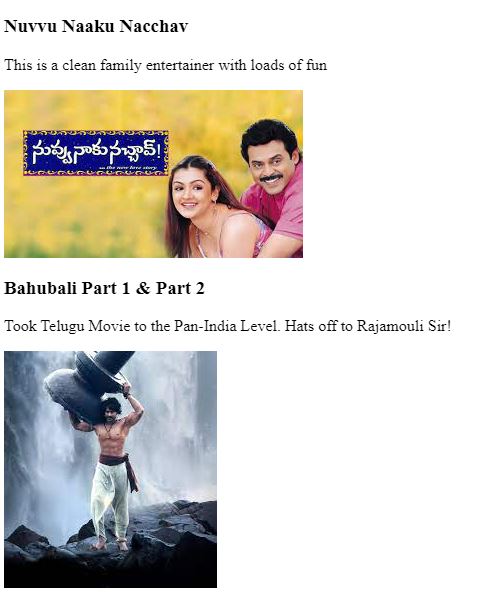 Nuvvu Naaku Nacchav
This is a clean family entertainer with loads of fun
నువ్వు నాకు నచ్చావ్!
... the new love story
Bahubali Part 1 & Part 2
Took Telugu Movie to the Pan-India Level. Hats off to Rajamouli Sir!